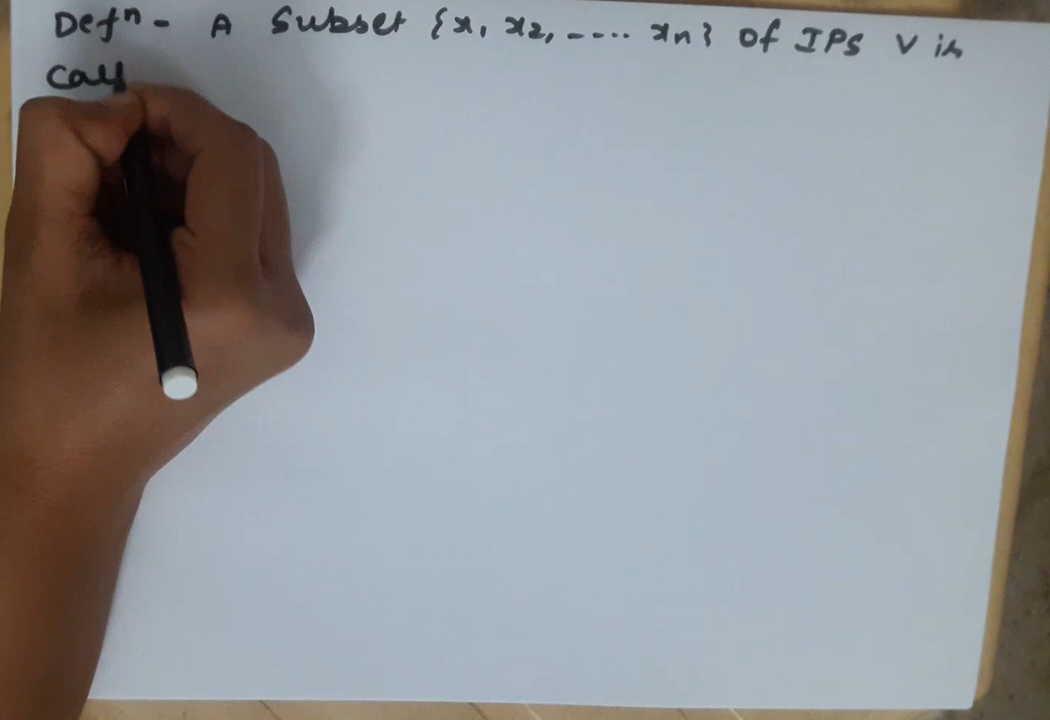 Defⁿ - A Subset {x₁, x₂, ---- xn} of IPS V is
Call